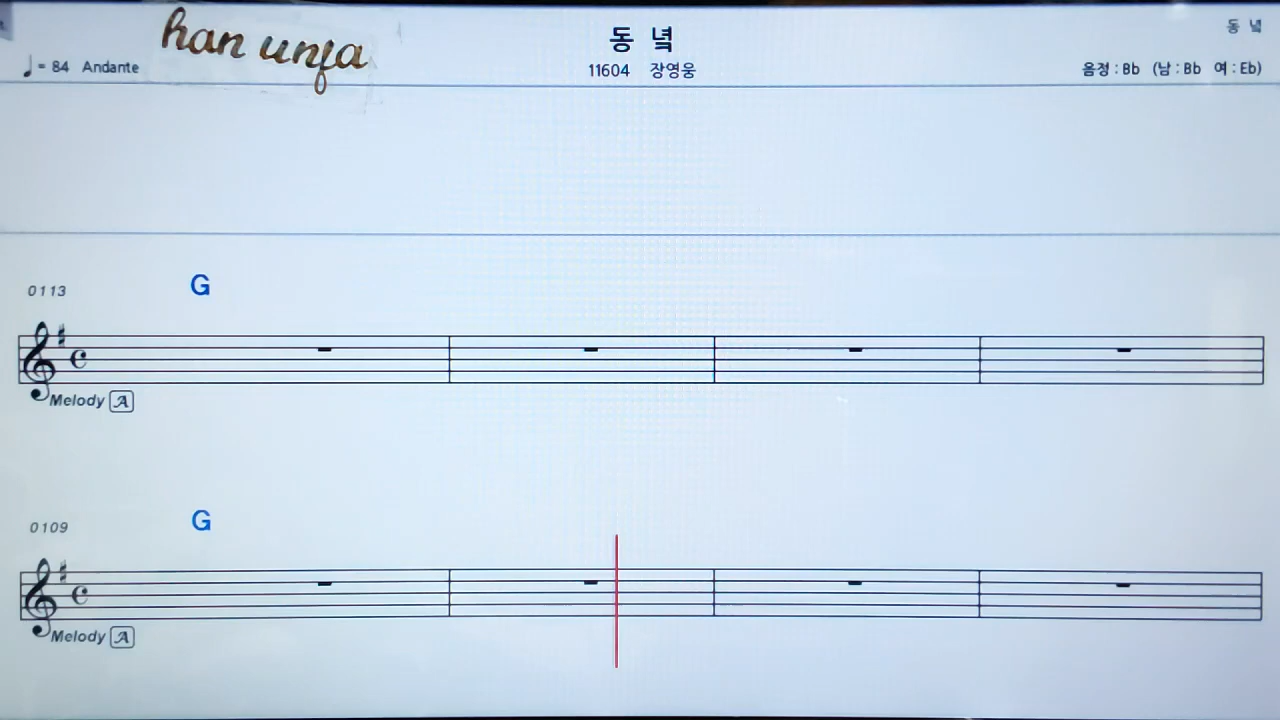 han unfa
동 녘
동 녘
♩= 84 Andante
11604 장영웅
음정 : Bb (남 : Bb 여 : Eb)
0113
G
Melody A
0109
G
Melody A